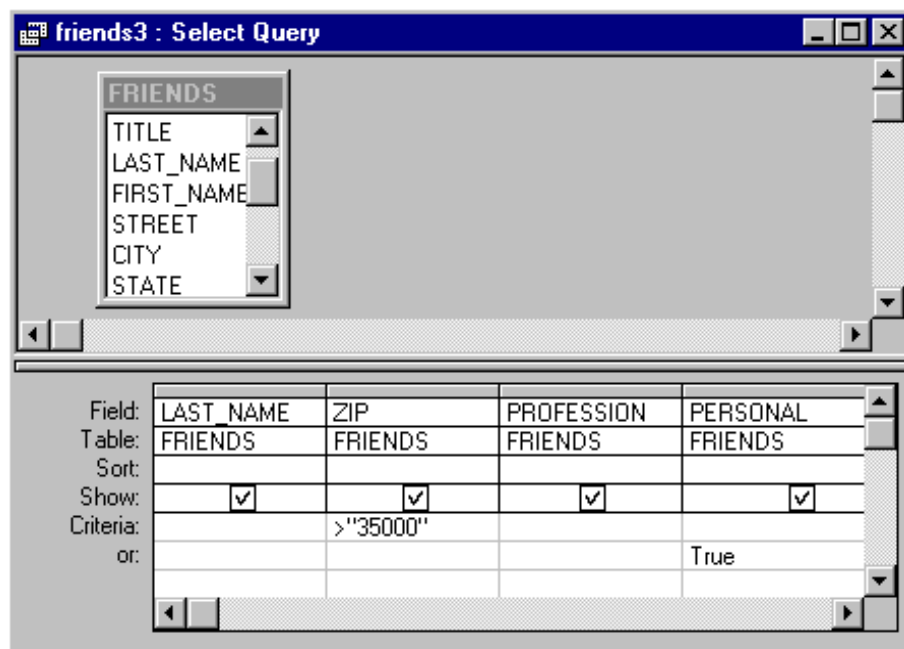 friends3 : Select Query
FRIENDS
TITLE
LAST_NAME
FIRST_NAME
STREET
CITY
STATE
Field: LAST_NAME ZIP PROFESSION PERSONAL
Table: FRIENDS FRIENDS FRIENDS FRIENDS
Sort:
Show:
Criteria: >"35000"
or: True